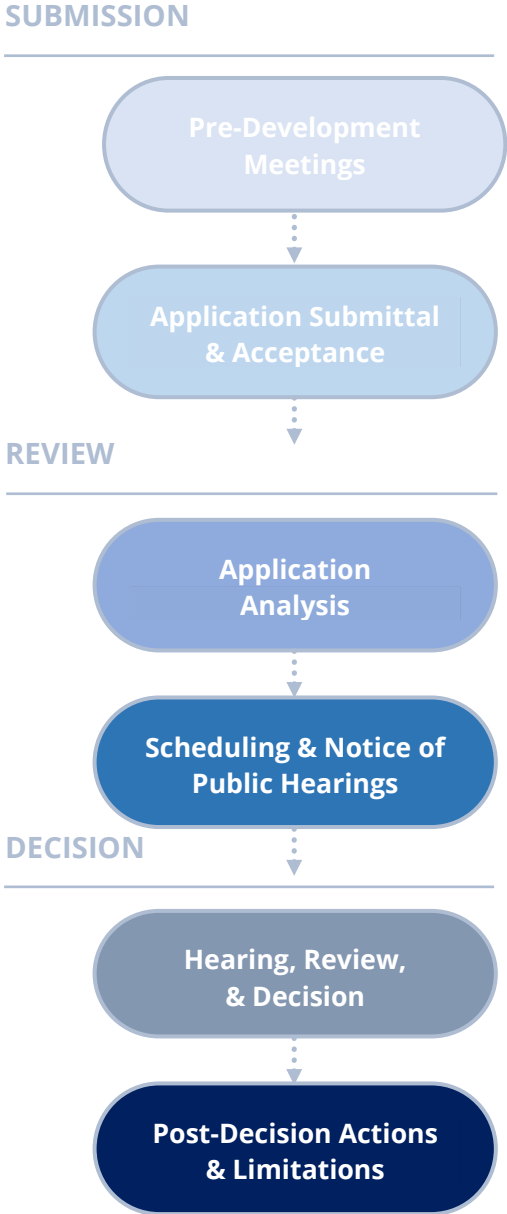 SUBMISSION
Pre-Development
Meetings
Application Submittal
& Acceptance
REVIEW
Application
Analysis
Scheduling & Notice of
Public Hearings
DECISION
Hearing, Review,
& Decision
Post-Decision Actions
& Limitations